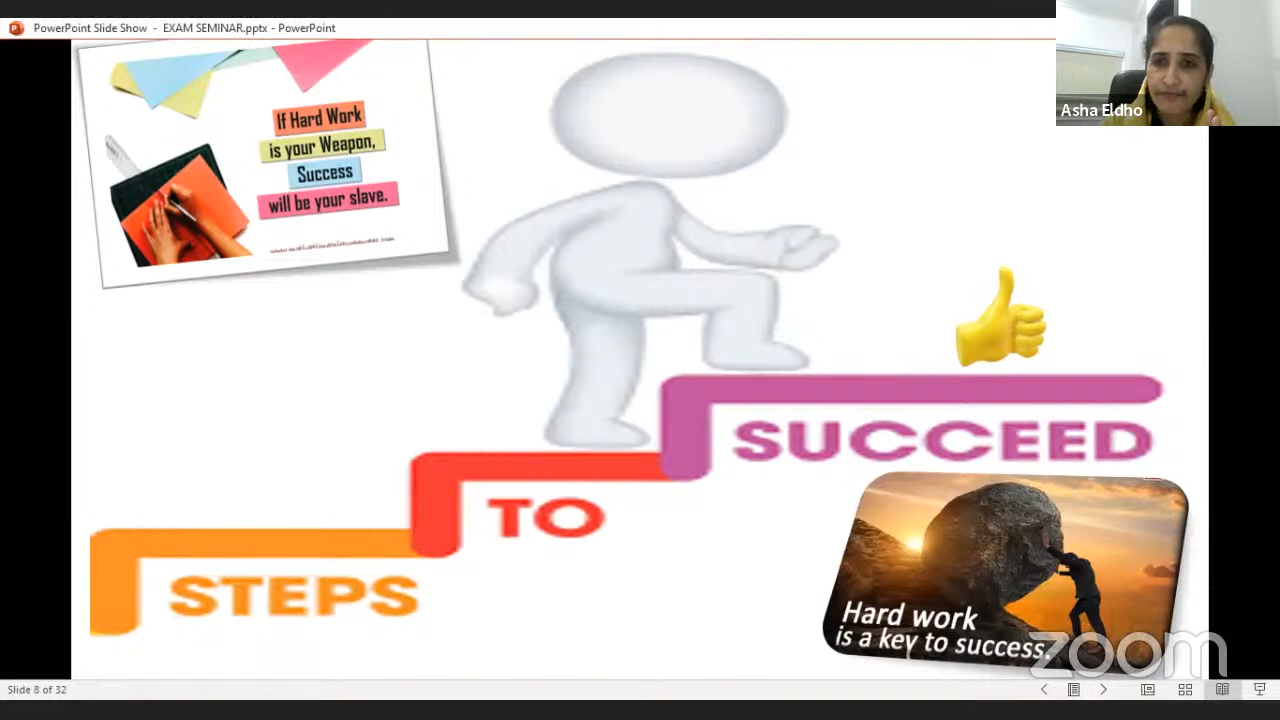 PowerPoint Slide Show - EXAM SEMINAR.pptx - PowerPoint
Asha Eldho
If Hard Work
is your Weapon,
Success
will be your slave.
SUCCEED
TO
STEPS
Hard work
is a key to success.
zoom
Slide 8 of 32